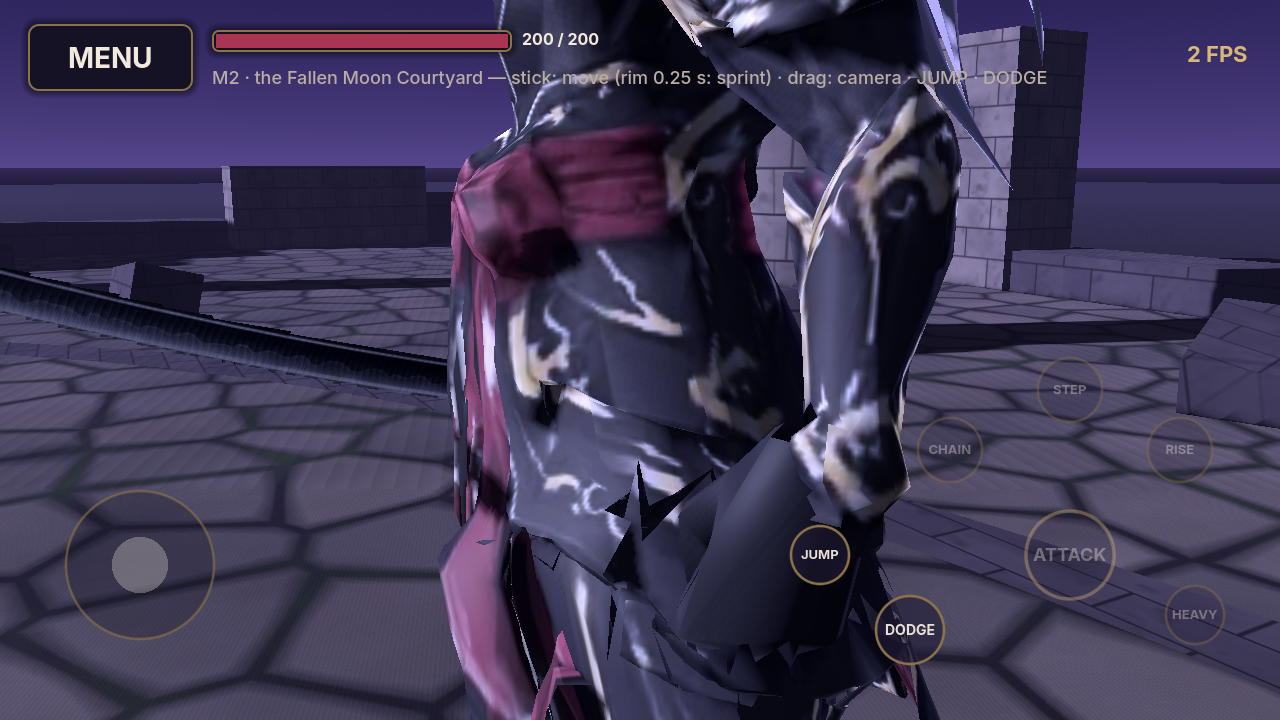 MENU
200 / 200
2 FPS
M2 · the Fallen Moon Courtyard — stick: move (rim 0.25 s: sprint) · drag: camera · JUMP · DODGE
STEP
CHAIN
RISE
JUMP
ATTACK
HEAVY
DODGE